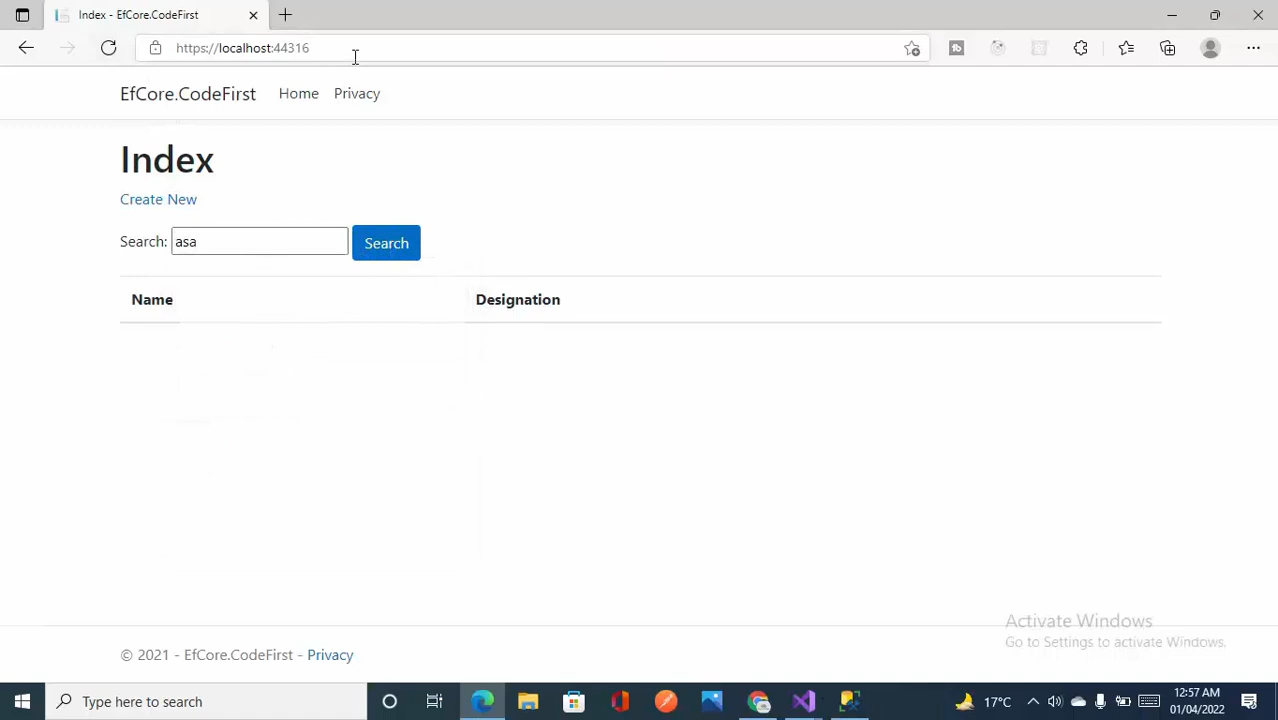 Index - EfCore.CodeFirst
https://localhost:44316
EfCore.CodeFirst Home Privacy
Index
Create New
Search: asa Search
Name Designation
Activate Windows
Go to Settings to activate Windows.
© 2021 - EfCore.CodeFirst - Privacy
Type here to search
17°C
12:57 AM
01/04/2022